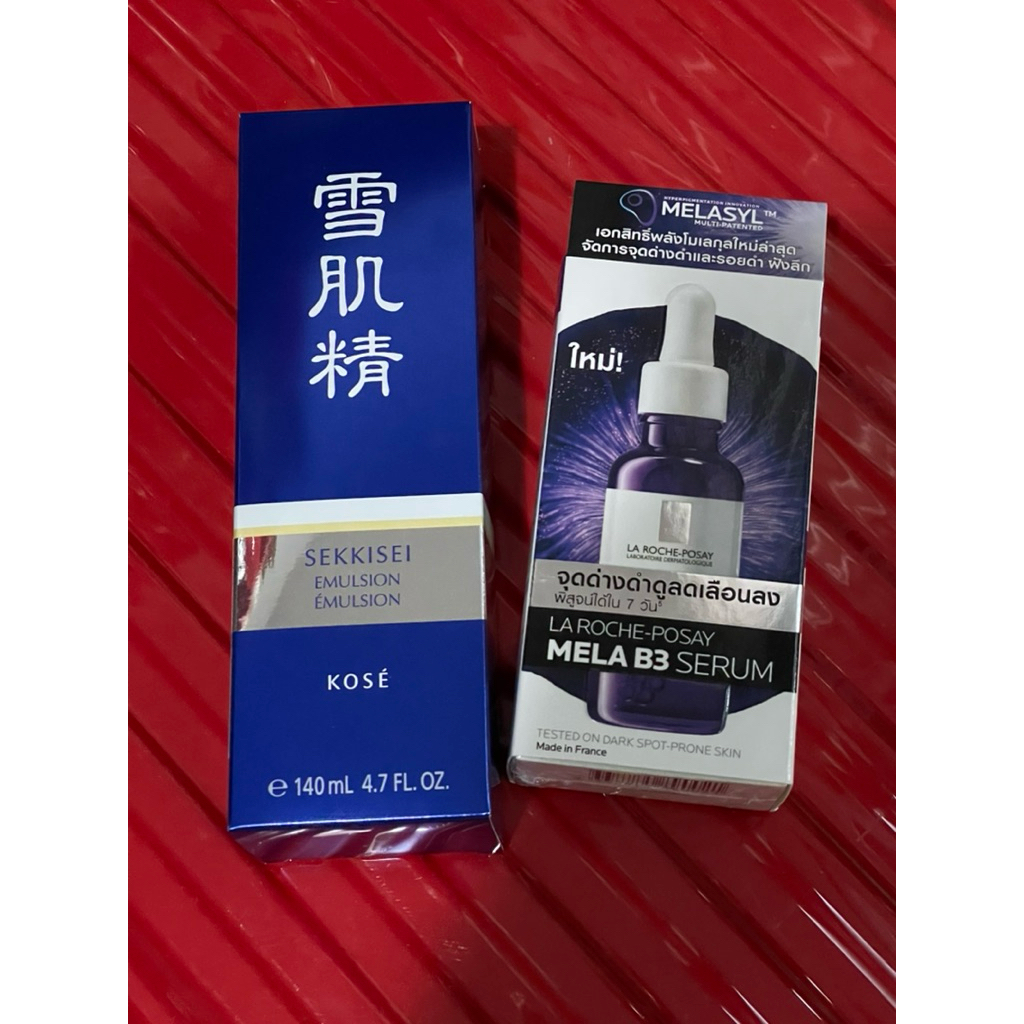 雪
肌
精
SEKKISEI
EMULSION
ÉMULSION
KOSÉ
℮ 140 mL 4.7 FL. OZ.
HYPERPIGMENTATION INNOVATION
MELASYL™
MULTI-PATENTED
เอกสิทธิ์พลังโมเลกุลใหม่ล่าสุด
จัดการจุดด่างดำและรอยดำ ฝังลึก
ใหม่!
LA ROCHE-POSAY
LABORATOIRE DERMATOLOGIQUE
จุดด่างดำดูลดเลือนลง
พิสูจน์ได้ใน 7 วัน⁵
LA ROCHE-POSAY
MELA B3 SERUM
TESTED ON DARK SPOT-PRONE SKIN
Made in France